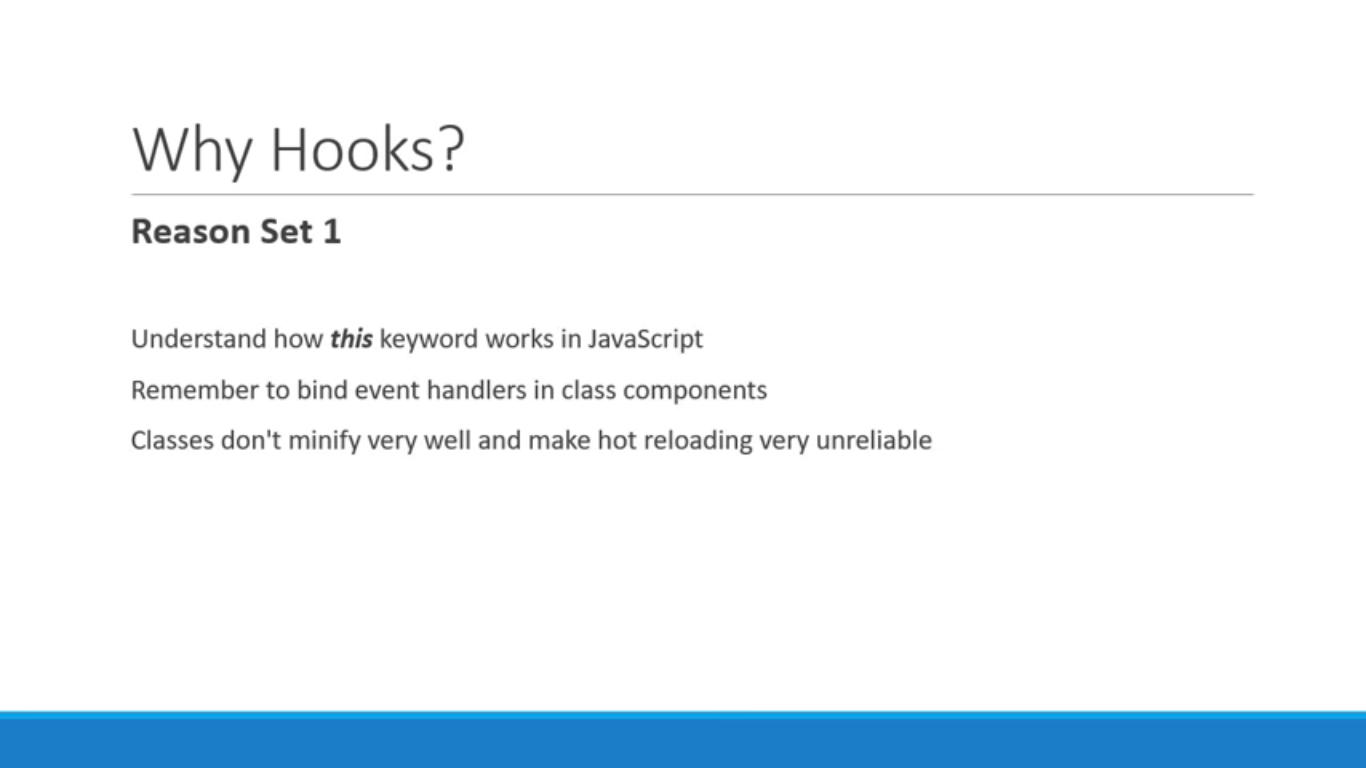 Why Hooks?
Reason Set 1
Understand how this keyword works in JavaScript
Remember to bind event handlers in class components
Classes don't minify very well and make hot reloading very unreliable